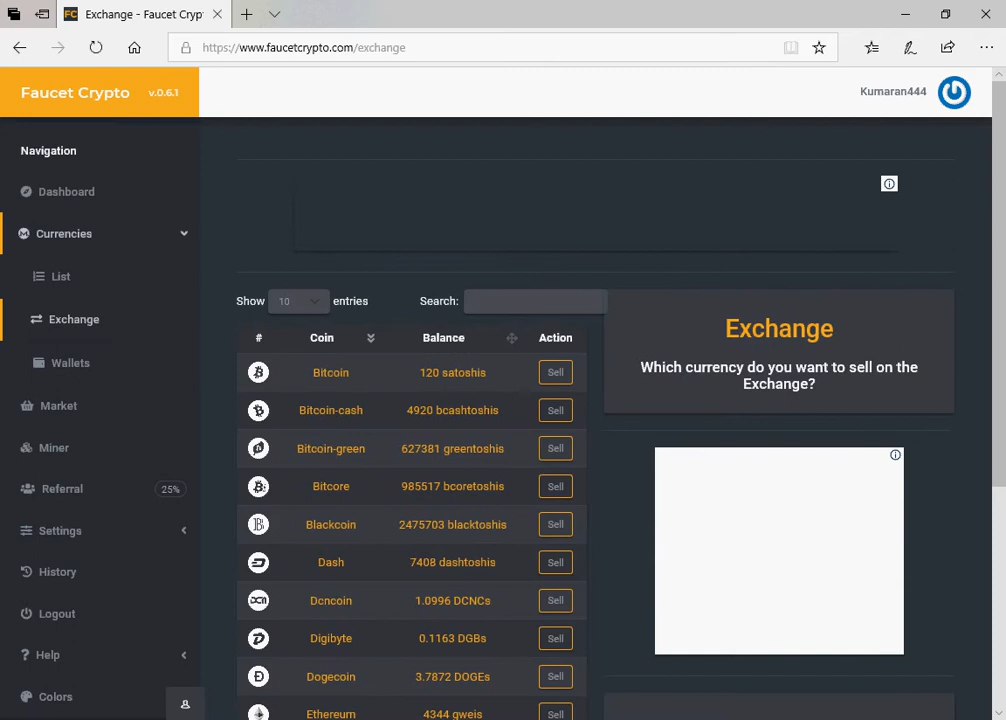 Exchange - Faucet Cryp
https://www.faucetcrypto.com/exchange
Faucet Crypto v.0.6.1
Kumaran444
Navigation
Dashboard
Currencies
List
Exchange
Wallets
Market
Miner
Referral 25%
Settings
History
Logout
Help
Colors
Show 10 entries Search:
# Coin Balance Action
Bitcoin 120 satoshis Sell
Bitcoin-cash 4920 bcashtoshis Sell
Bitcoin-green 627381 greentoshis Sell
Bitcore 985517 bcoretoshis Sell
Blackcoin 2475703 blacktoshis Sell
Dash 7408 dashtoshis Sell
Dcncoin 1.0996 DCNCs Sell
Digibyte 0.1163 DGBs Sell
Dogecoin 3.7872 DOGEs Sell
Ethereum 4344 gweis Sell
Exchange
Which currency do you want to sell on the
Exchange?